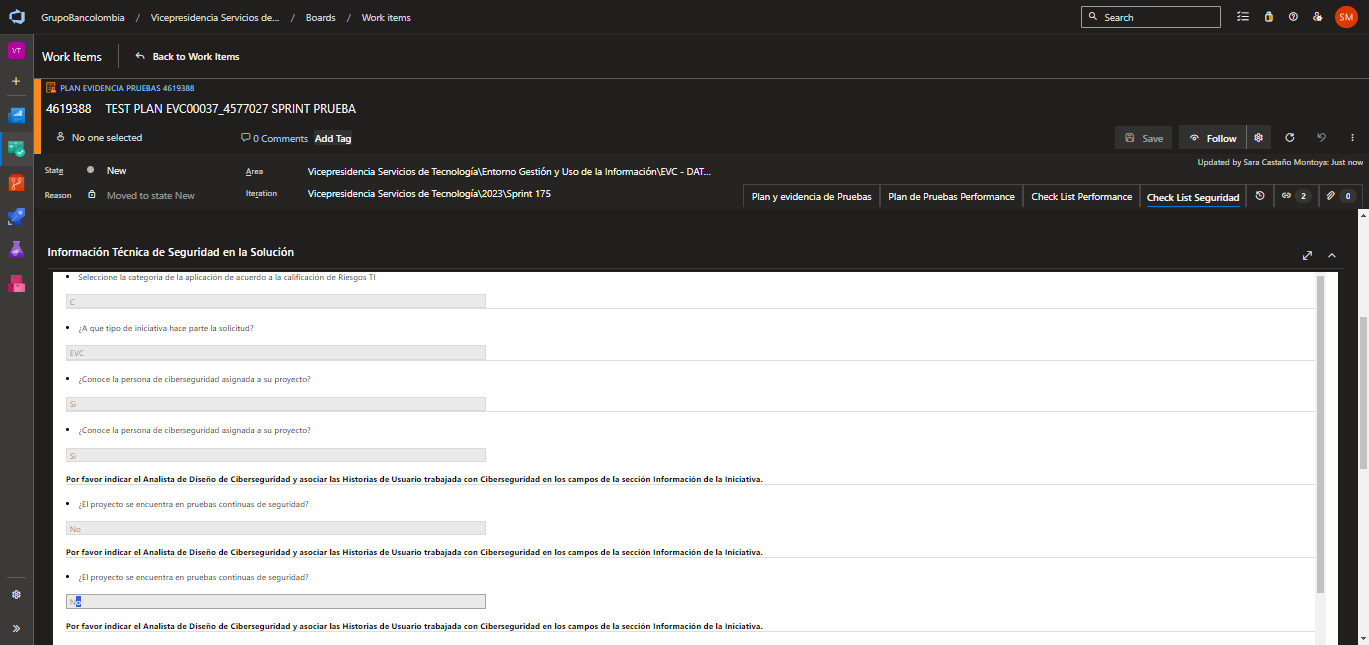 GrupoBancolombia / Vicepresidencia Servicios de... / Boards / Work items
Search
SM
VT
Work Items
Back to Work Items
PLAN EVIDENCIA PRUEBAS 4619388
4619388 TEST PLAN EVC00037_4577027 SPRINT PRUEBA
No one selected
0 Comments
Add Tag
Save
Follow
Updated by Sara Castaño Montoya: Just now
State New
Area Vicepresidencia Servicios de Tecnología\Entorno Gestión y Uso de la Información\EVC - DAT...
Reason Moved to state New
Iteration Vicepresidencia Servicios de Tecnología\2023\Sprint 175
Plan y evidencia de Pruebas
Plan de Pruebas Performance
Check List Performance
Check List Seguridad
2
0
Información Técnica de Seguridad en la Solución
• Seleccione la categoría de la aplicación de acuerdo a la calificación de Riesgos TI
C
• ¿A que tipo de iniciativa hace parte la solicitud?
EVC
• ¿Conoce la persona de ciberseguridad asignada a su proyecto?
Si
• ¿Conoce la persona de ciberseguridad asignada a su proyecto?
Si
Por favor indicar el Analista de Diseño de Ciberseguridad y asociar las Historias de Usuario trabajada con Ciberseguridad en los campos de la sección Información de la Iniciativa.
• ¿El proyecto se encuentra en pruebas continuas de seguridad?
No
Por favor indicar el Analista de Diseño de Ciberseguridad y asociar las Historias de Usuario trabajada con Ciberseguridad en los campos de la sección Información de la Iniciativa.
• ¿El proyecto se encuentra en pruebas continuas de seguridad?
No
Por favor indicar el Analista de Diseño de Ciberseguridad y asociar las Historias de Usuario trabajada con Ciberseguridad en los campos de la sección Información de la Iniciativa.